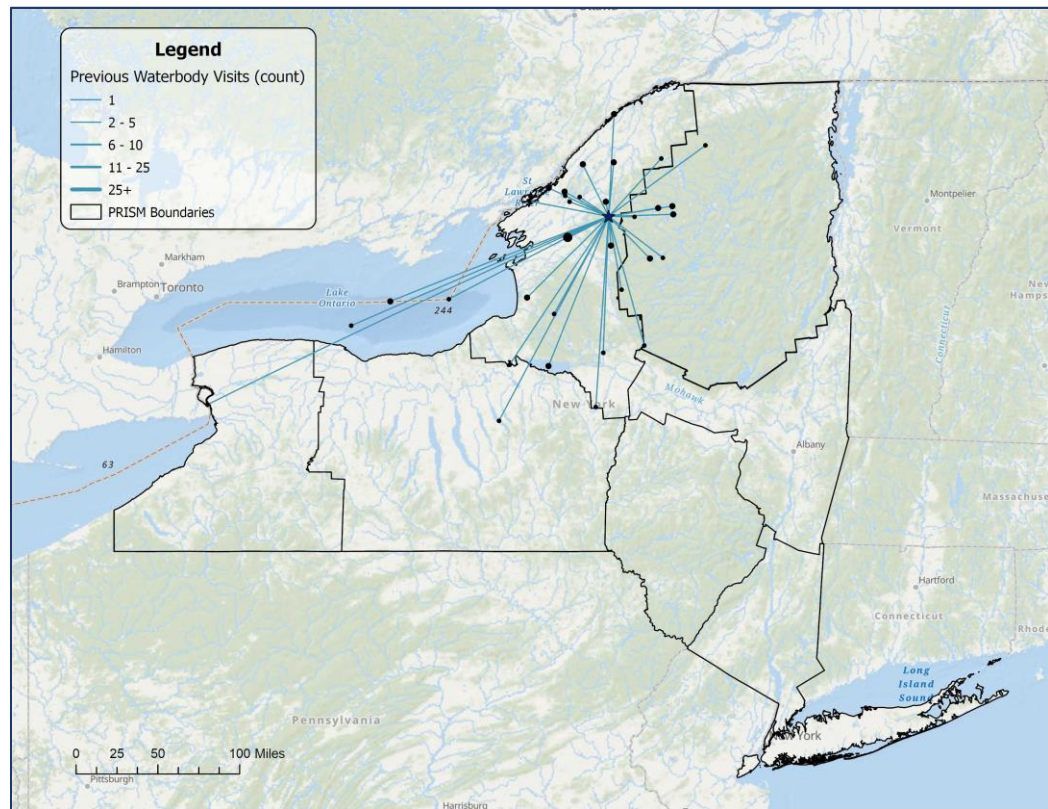 Legend
Previous Waterbody Visits (count)
1
2 - 5
6 - 10
11 - 25
25+
PRISM Boundaries
St
Montpelier
Vermont
Markham
Brampton
Toronto
Lake
Ontario
244
Hamilton
Connecticut
Mohawk
New York
Albany
63
Massachuse
Hartford
Connecticut
Rhode
Long
Island
Sound
Pennsylvania
York
0 25 50 100 Miles
Pittsburgh
Harrisburg